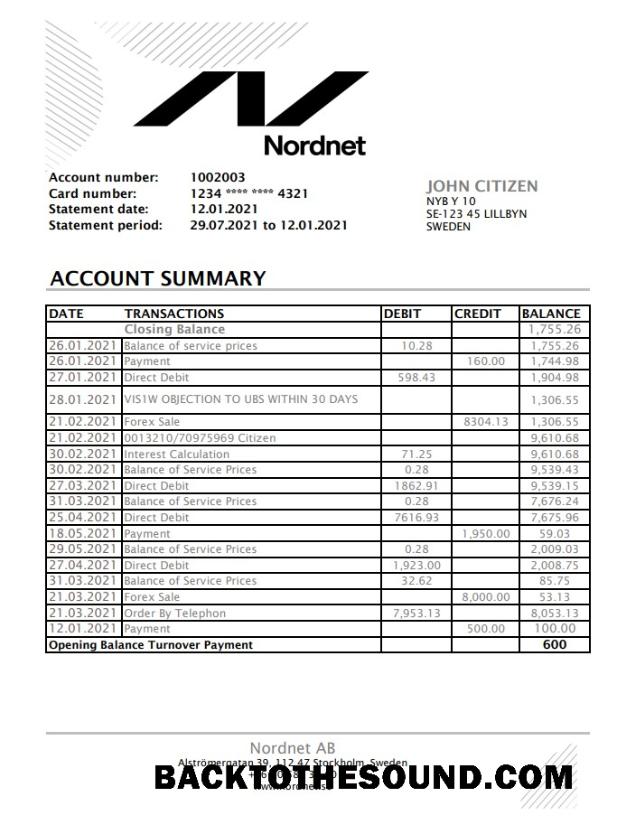 Nordnet
Account number: 1002003
Card number: 1234 **** **** 4321
Statement date: 12.01.2021
Statement period: 29.07.2021 to 12.01.2021
JOHN CITIZEN
NYB Y 10
SE-123 45 LILLBYN
SWEDEN
ACCOUNT SUMMARY
DATE TRANSACTIONS DEBIT CREDIT BALANCE
Closing Balance 1,755.26
26.01.2021 Balance of service prices 10.28 1,755.26
26.01.2021 Payment 160.00 1,744.98
27.01.2021 Direct Debit 598.43 1,904.98
28.01.2021 VIS1W OBJECTION TO UBS WITHIN 30 DAYS 1,306.55
21.02.2021 Forex Sale 8304.13 1,306.55
21.02.2021 0013210/70975969 Citizen 9,610.68
30.02.2021 Interest Calculation 71.25 9,610.68
30.02.2021 Balance of Service Prices 0.28 9,539.43
27.03.2021 Direct Debit 1862.91 9,539.15
31.03.2021 Balance of Service Prices 0.28 7,676.24
25.04.2021 Direct Debit 7616.93 7,675.96
18.05.2021 Payment 1,950.00 59.03
29.05.2021 Balance of Service Prices 0.28 2,009.03
27.04.2021 Direct Debit 1,923.00 2,008.75
31.03.2021 Balance of Service Prices 32.62 85.75
21.03.2021 Forex Sale 8,000.00 53.13
21.03.2021 Order By Telephon 7,953.13 8,053.13
12.01.2021 Payment 500.00 100.00
Opening Balance Turnover Payment 600
Nordnet AB
Alströmergatan 39, 112 47 Stockholm, Sweden
BACKTOTHESOUND.COM